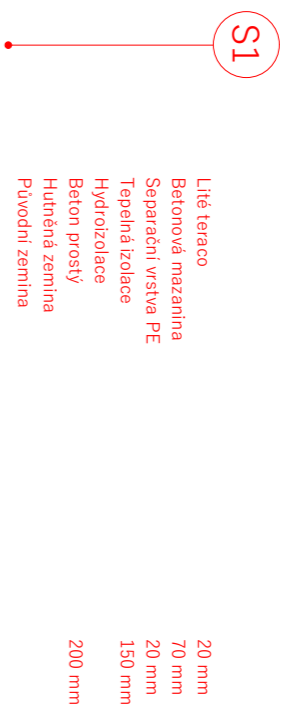 S1
Lité teraco 20 mm
Betonová mazanina 70 mm
Separační vrstva PE 20 mm
Tepelná izolace 150 mm
Hydroizolace
Beton prostý 200 mm
Hutněná zemina
Původní zemina